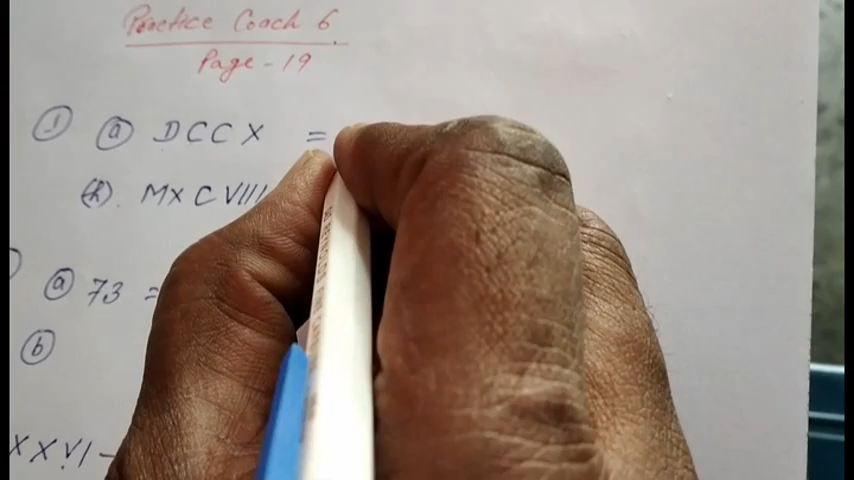 Practice Coach 6
Page - 19
1 a DCCX =
h. MXCVIII
a 73 =
b
XXVI -